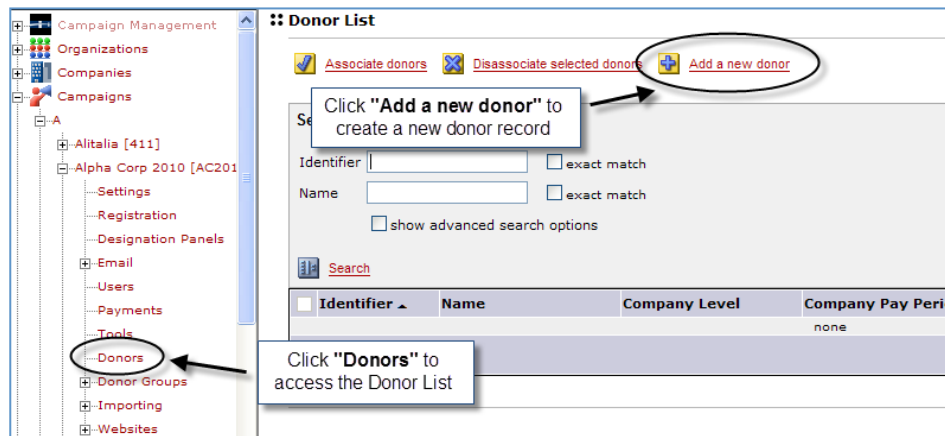 Campaign Management
Organizations
Companies
Campaigns
A
Alitalia [411]
Alpha Corp 2010 [AC201
Settings
Registration
Designation Panels
Email
Users
Payments
Tools
Donors
Donor Groups
Importing
Websites
Donor List
Associate donors Disassociate selected donors Add a new donor
Click "Add a new donor" to
create a new donor record
Se
Identifier exact match
Name exact match
show advanced search options
Search
Identifier Name Company Level Company Pay Peri
none
Click "Donors" to
access the Donor List